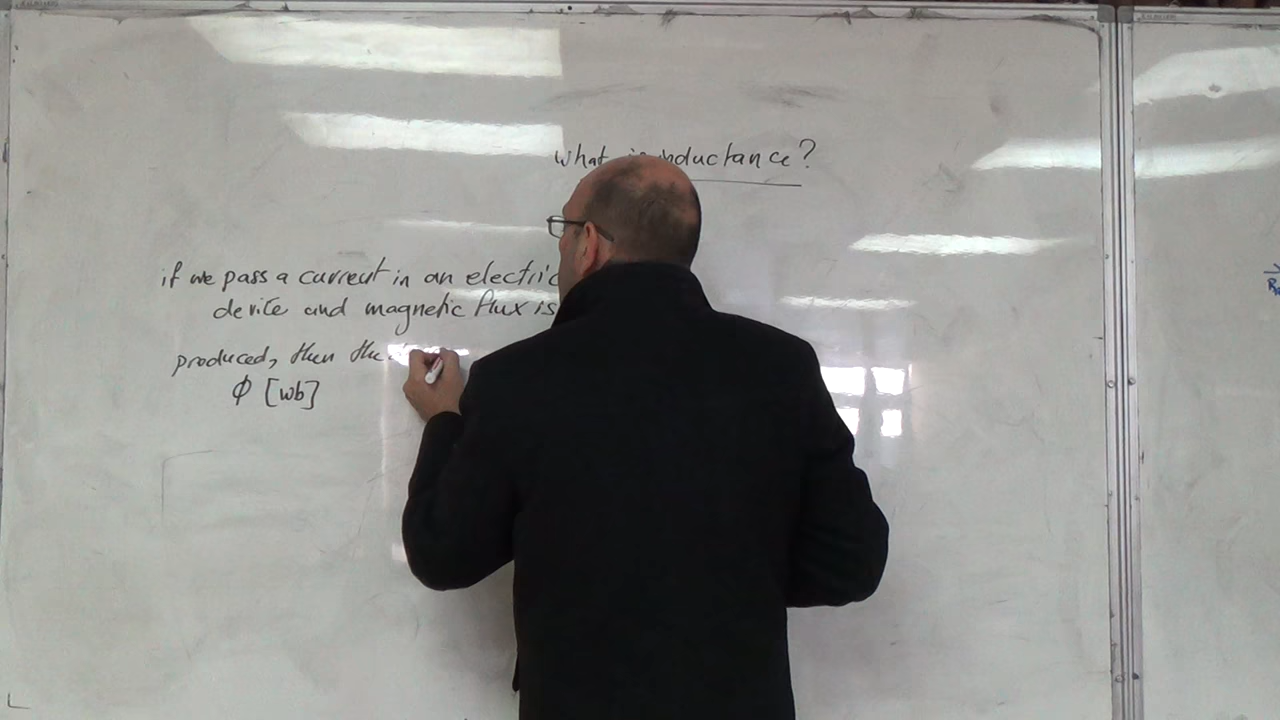 What is inductance?
if we pass a current in an electric
device and magnetic flux is
produced, then the
φ [wb]